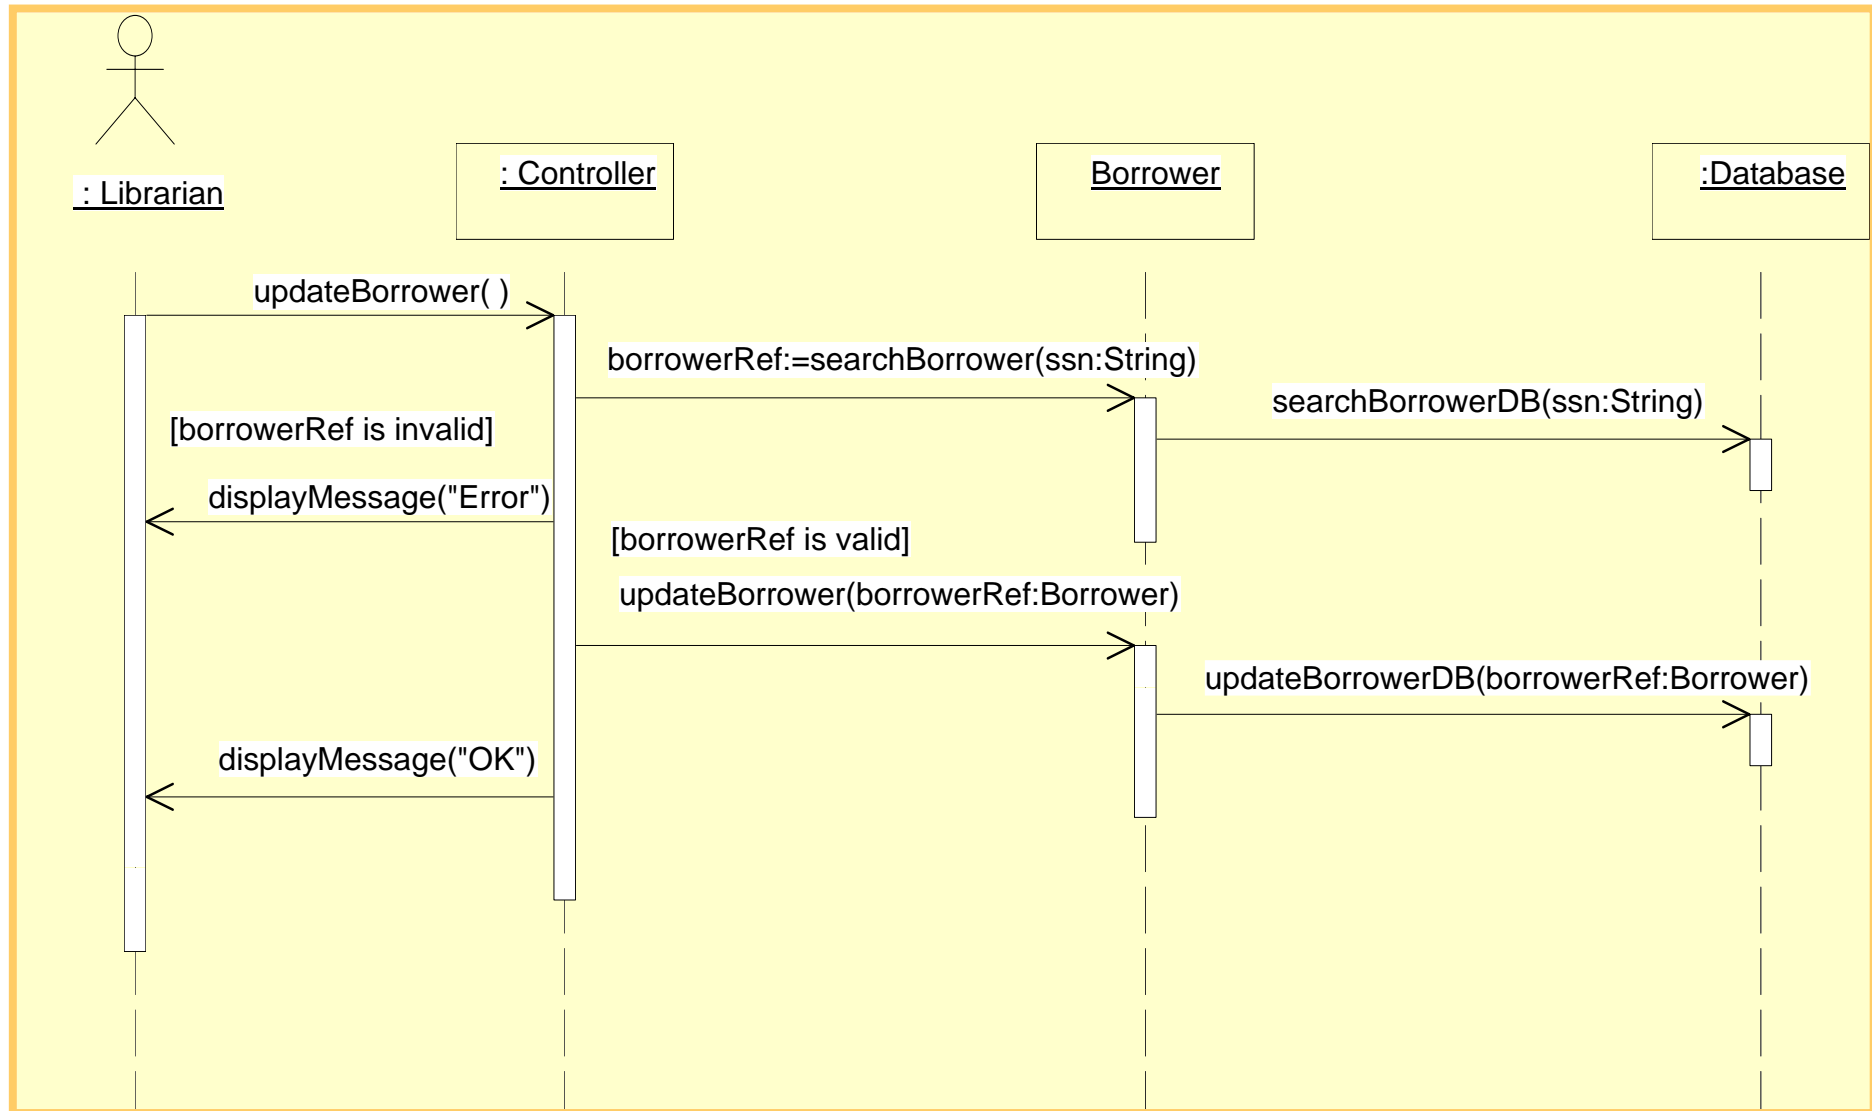 : Librarian
: Controller
Borrower
:Database
updateBorrower( )
borrowerRef:=searchBorrower(ssn:String)
searchBorrowerDB(ssn:String)
[borrowerRef is invalid]
displayMessage("Error")
[borrowerRef is valid]
updateBorrower(borrowerRef:Borrower)
updateBorrowerDB(borrowerRef:Borrower)
displayMessage("OK")